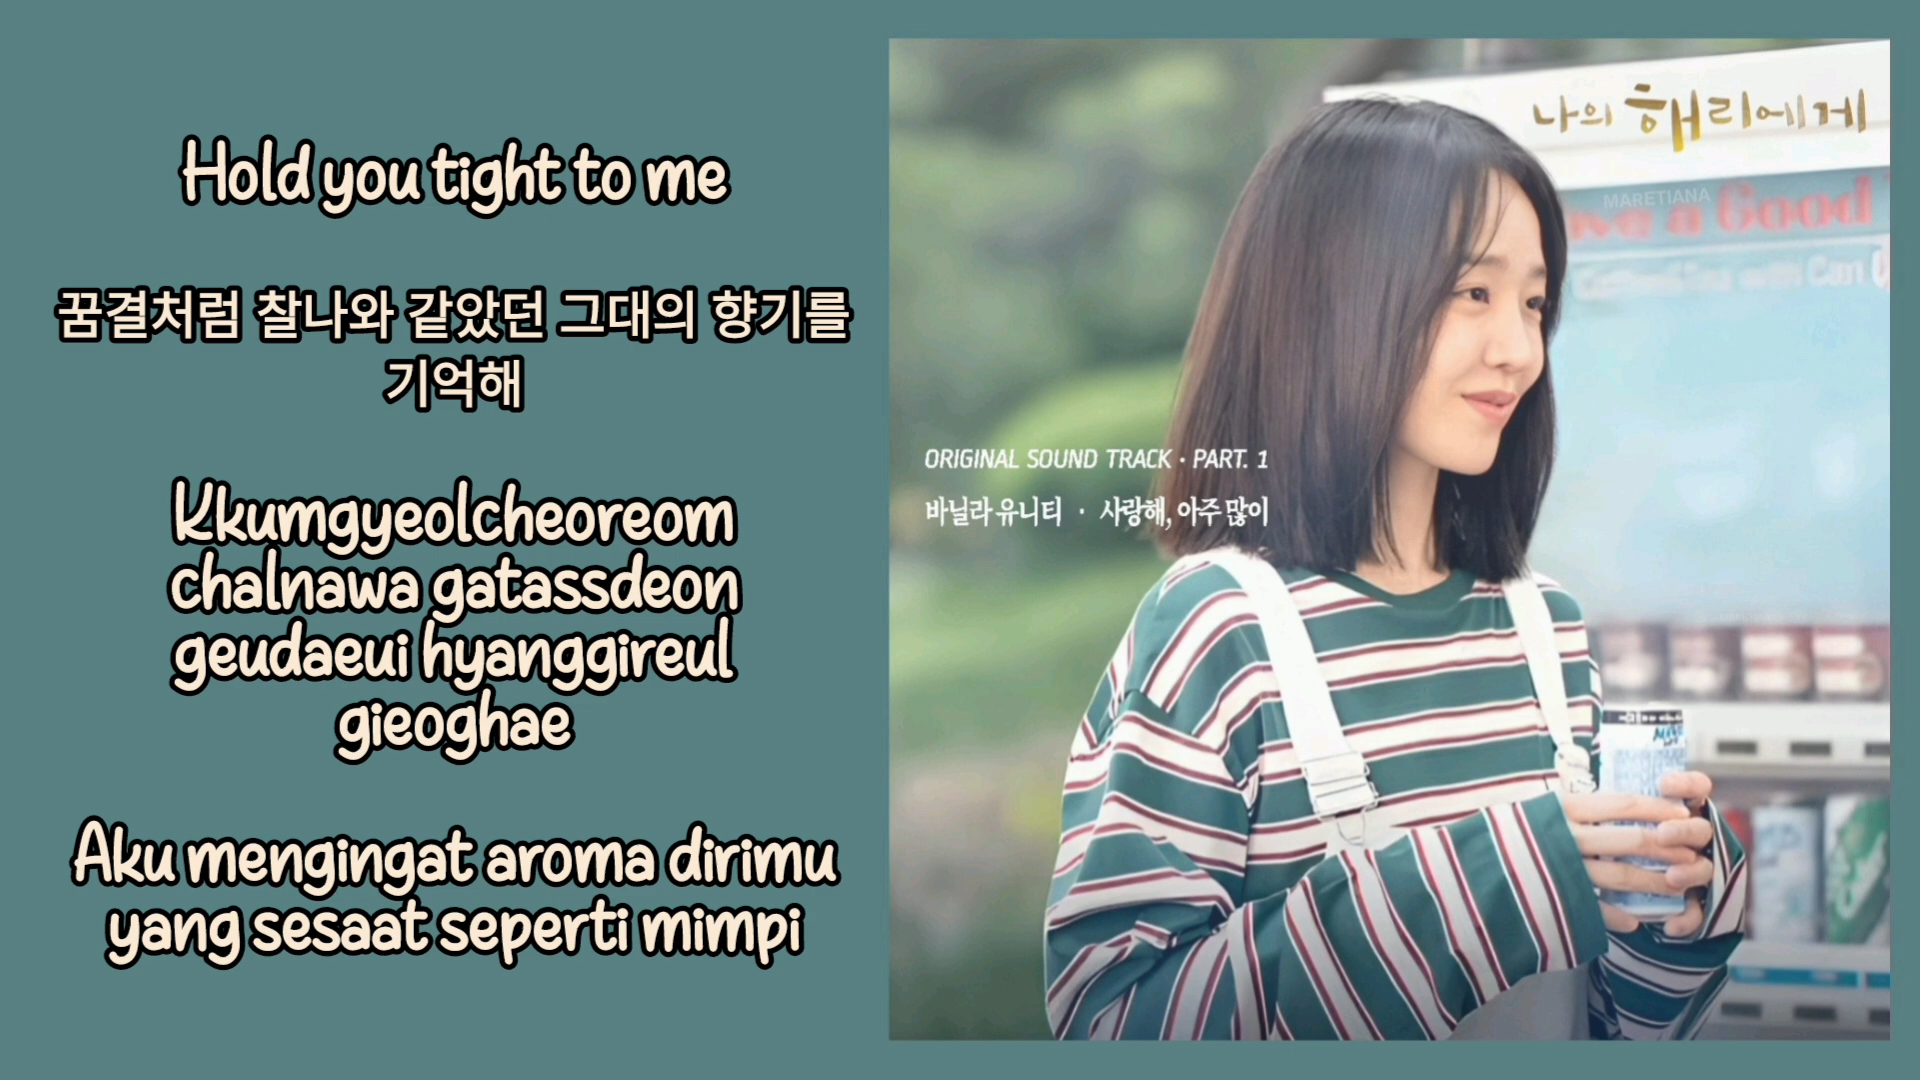 Hold you tight to me
꿈결처럼 찰나와 같았던 그대의 향기를
기억해
Kkumgyeolcheoreom
chalnawa gatassdeon
geudaeui hyanggireul
gieoghae
Aku mengingat aroma dirimu
yang sesaat seperti mimpi
나의 해리에게
MARETIANA
a Good
ORIGINAL SOUND TRACK · PART. 1
바닐라 유니티 · 사랑해, 아주 많이